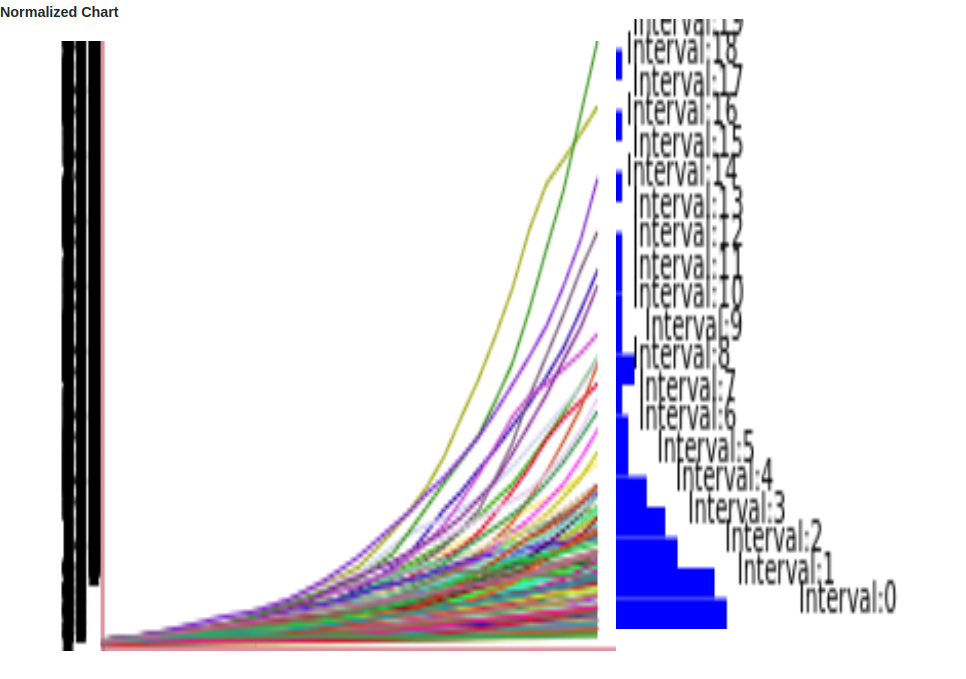 Normalized Chart
Interval:19
Interval:18
Interval:17
Interval:16
Interval:15
Interval:14
Interval:13
Interval:12
Interval:11
Interval:10
Interval:9
Interval:8
Interval:7
Interval:6
Interval:5
Interval:4
Interval:3
Interval:2
Interval:1
Interval:0